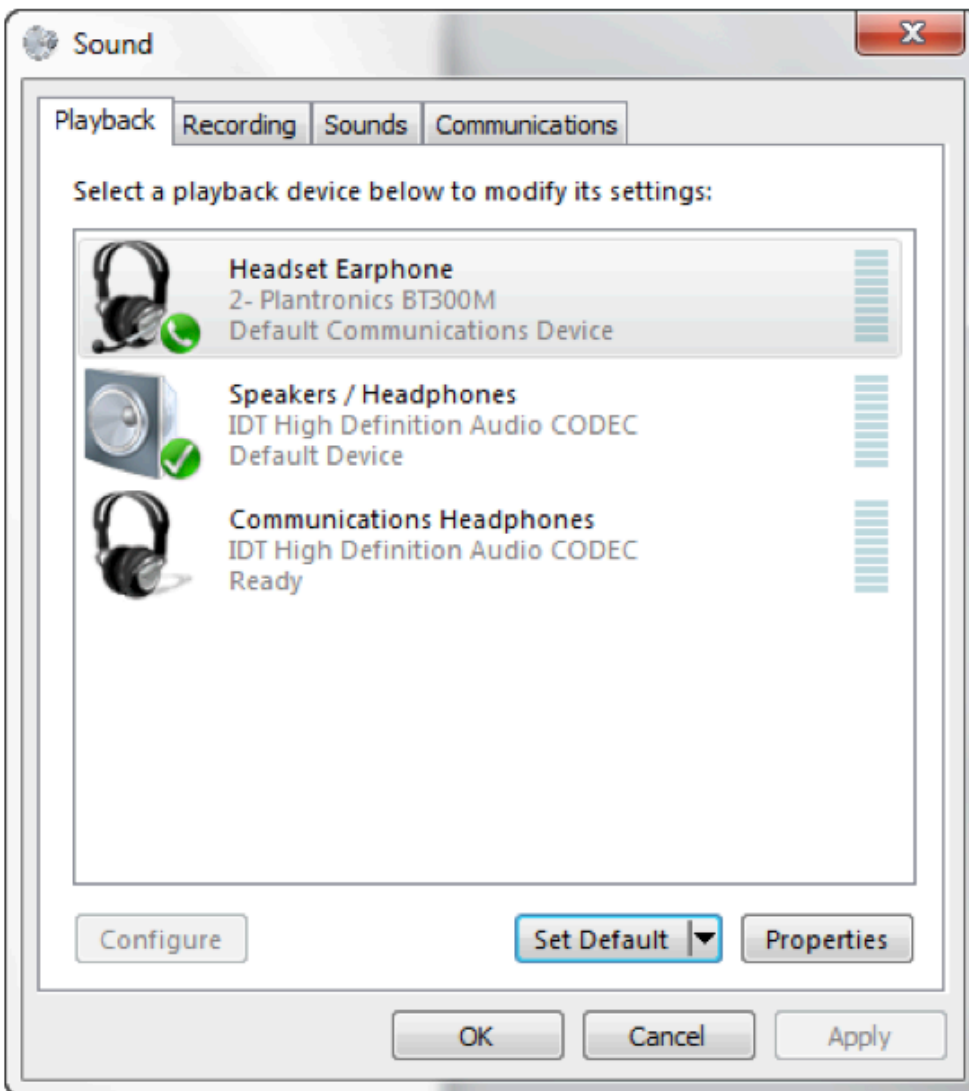 Sound
Playback Recording Sounds Communications
Select a playback device below to modify its settings:
Headset Earphone
2- Plantronics BT300M
Default Communications Device
Speakers / Headphones
IDT High Definition Audio CODEC
Default Device
Communications Headphones
IDT High Definition Audio CODEC
Ready
Configure Set Default Properties
OK Cancel Apply